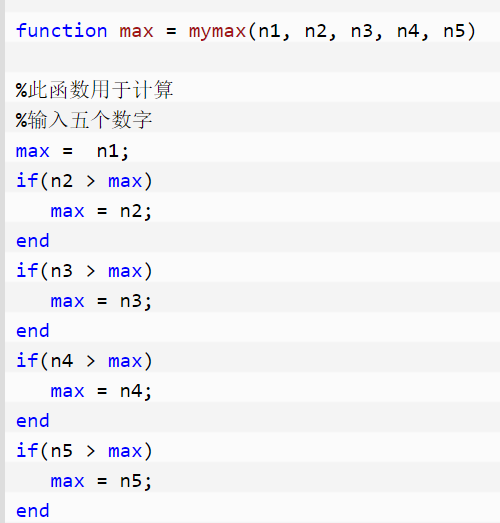 function max = mymax(n1, n2, n3, n4, n5)
%此函数用于计算
%输入五个数字
max =  n1;
if(n2 > max)
   max = n2;
end
if(n3 > max)
   max = n3;
end
if(n4 > max)
   max = n4;
end
if(n5 > max)
   max = n5;
end